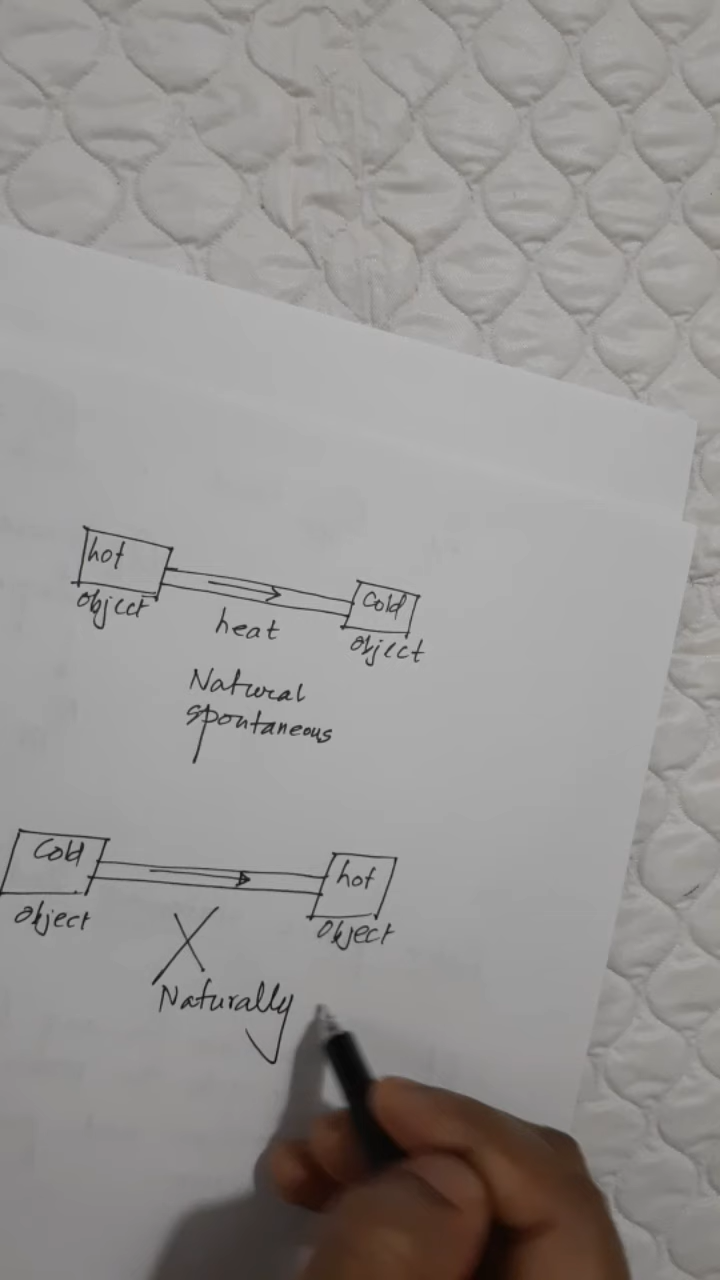 hot
object
heat
Cold
object
Natural
spontaneous
Cold
object
hot
object
X
Naturally